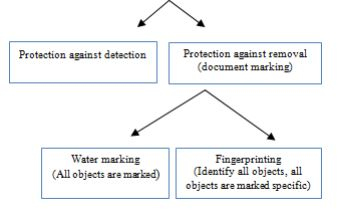 Protection against detection
Protection against removal
(document marking)
Water marking
(All objects are marked)
Fingerprinting
(Identify all objects, all
objects are marked specific)